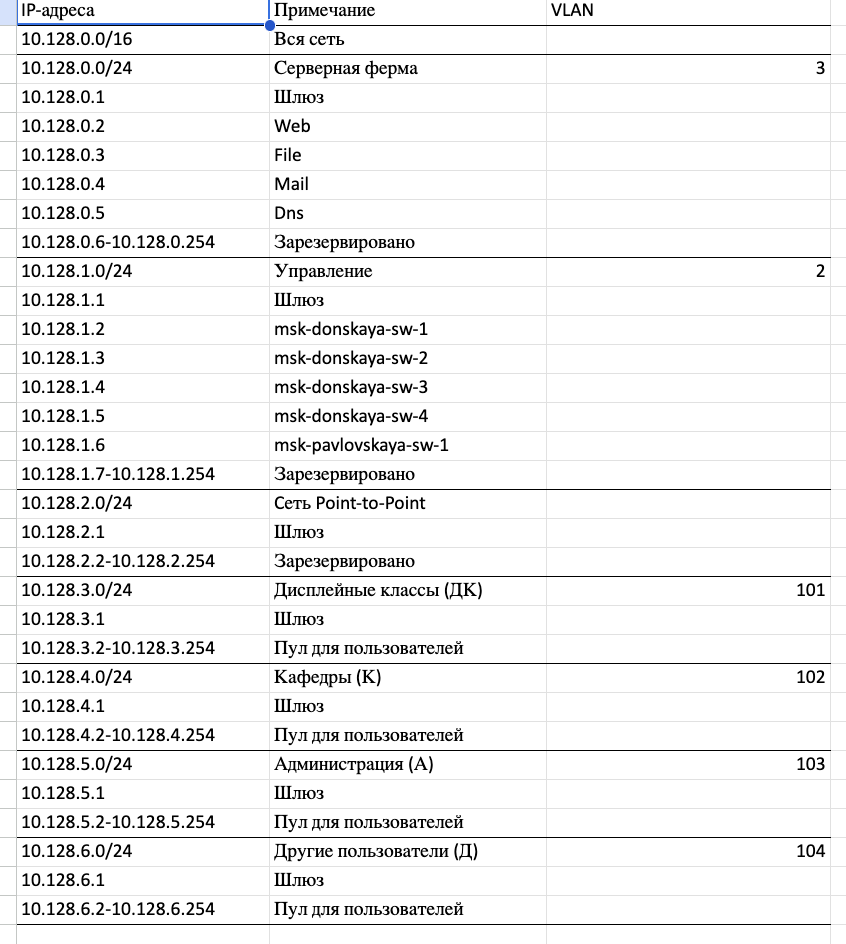 IP-адреса Примечание VLAN
10.128.0.0/16 Вся сеть
10.128.0.0/24 Серверная ферма 3
10.128.0.1 Шлюз
10.128.0.2 Web
10.128.0.3 File
10.128.0.4 Mail
10.128.0.5 Dns
10.128.0.6-10.128.0.254 Зарезервировано
10.128.1.0/24 Управление 2
10.128.1.1 Шлюз
10.128.1.2 msk-donskaya-sw-1
10.128.1.3 msk-donskaya-sw-2
10.128.1.4 msk-donskaya-sw-3
10.128.1.5 msk-donskaya-sw-4
10.128.1.6 msk-pavlovskaya-sw-1
10.128.1.7-10.128.1.254 Зарезервировано
10.128.2.0/24 Сеть Point-to-Point
10.128.2.1 Шлюз
10.128.2.2-10.128.2.254 Зарезервировано
10.128.3.0/24 Дисплейные классы (ДК) 101
10.128.3.1 Шлюз
10.128.3.2-10.128.3.254 Пул для пользователей
10.128.4.0/24 Кафедры (К) 102
10.128.4.1 Шлюз
10.128.4.2-10.128.4.254 Пул для пользователей
10.128.5.0/24 Администрация (А) 103
10.128.5.1 Шлюз
10.128.5.2-10.128.5.254 Пул для пользователей
10.128.6.0/24 Другие пользователи (Д) 104
10.128.6.1 Шлюз
10.128.6.2-10.128.6.254 Пул для пользователей